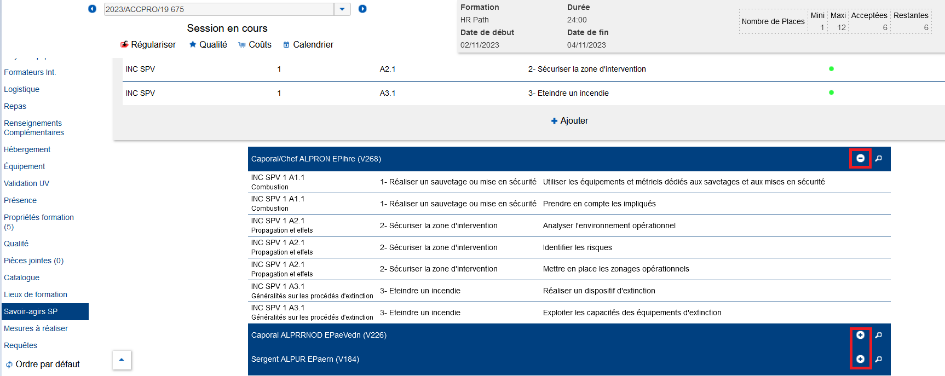 2023/ACCPRO/19 675
Session en cours
Régulariser Qualité Coûts Calendrier
Formation Durée
HR Path 24:00
Date de début Date de fin
02/11/2023 04/11/2023
Nombre de Places Mini Maxi Acceptées Restantes
1 12 6 6
Formateurs Int.
Logistique
Repas
Renseignements
Complémentaires
Hébergement
Équipement
Validation UV
Présence
Propriétés formation
(5)
Qualité
Pièces jointes (0)
Catalogue
Lieux de formation
Savoir-agirs SP
Mesures à réaliser
Requêtes
Ordre par défaut
INC SPV 1 A2.1 2- Sécuriser la zone d'intervention
INC SPV 1 A3.1 3- Eteindre un incendie
Ajouter
Caporal/Chef ALPRON EPihre (V268)
INC SPV 1 A1.1
Combustion
1- Réaliser un sauvetage ou mise en sécurité Utiliser les équipements et métriels dédiés aux savetages et aux mises en sécurité
INC SPV 1 A1.1
Combustion
1- Réaliser un sauvetage ou mise en sécurité Prendre en compte les impliqués
INC SPV 1 A2.1
Propagation et effets
2- Sécuriser la zone d'intervention Analyser l'environement opérationnel
INC SPV 1 A2.1
Propagation et effets
2- Sécuriser la zone d'intervention Identifier les risques
INC SPV 1 A2.1
Propagation et effets
2- Sécuriser la zone d'intervention Mettre en place les zonages opérationnels
INC SPV 1 A3.1
Généralités sur les procédés d'extinction
3- Eteindre un incendie Réaliser un dispositif d'extinction
INC SPV 1 A3.1
Généralités sur les procédés d'extinction
3- Eteindre un incendie Exploiter les capacités des équipements d'extinction
Caporal ALPRRNOD EPaeVedn (V226)
Sergent ALPUR EPaern (V184)